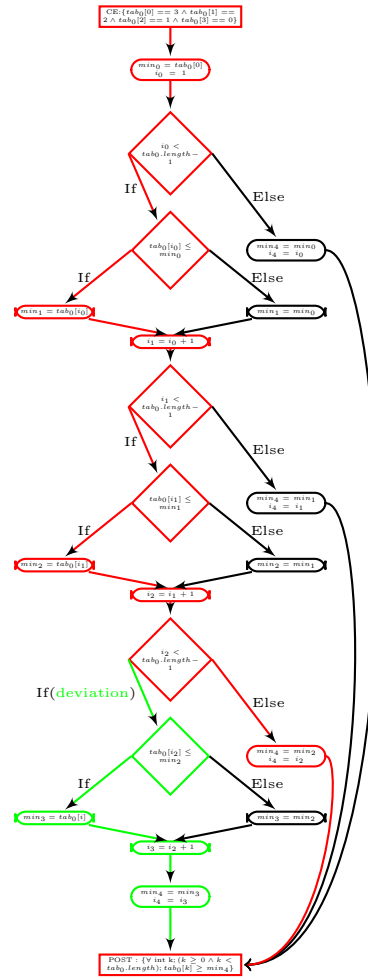 CE:{tab₀[0] == 3 ∧ tab₀[1] ==
2 ∧ tab₀[2] == 1 ∧ tab₀[3] == 0}
min₀ = tab₀[0]
i₀ = 1
i₀ <
tab₀.length−
1
If
Else
tab₀[i₀] ≤
min₀
min₄ = min₀
i₄ = i₀
If
Else
min₁ = tab₀[i₀]
min₁ = min₀
i₁ = i₀ + 1
i₁ <
tab₀.length−
1
If
Else
tab₀[i₁] ≤
min₁
min₄ = min₁
i₄ = i₁
If
Else
min₂ = tab₀[i₁]
min₂ = min₁
i₂ = i₁ + 1
i₂ <
tab₀.length−
1
If(deviation)
Else
tab₀[i₂] ≤
min₂
min₄ = min₂
i₄ = i₂
If
Else
min₃ = tab₀[i]
min₃ = min₂
i₃ = i₂ + 1
min₄ = min₃
i₄ = i₃
POST : {∀ int k; (k ≥ 0 ∧ k <
tab₀.length); tab₀[k] ≥ min₄}